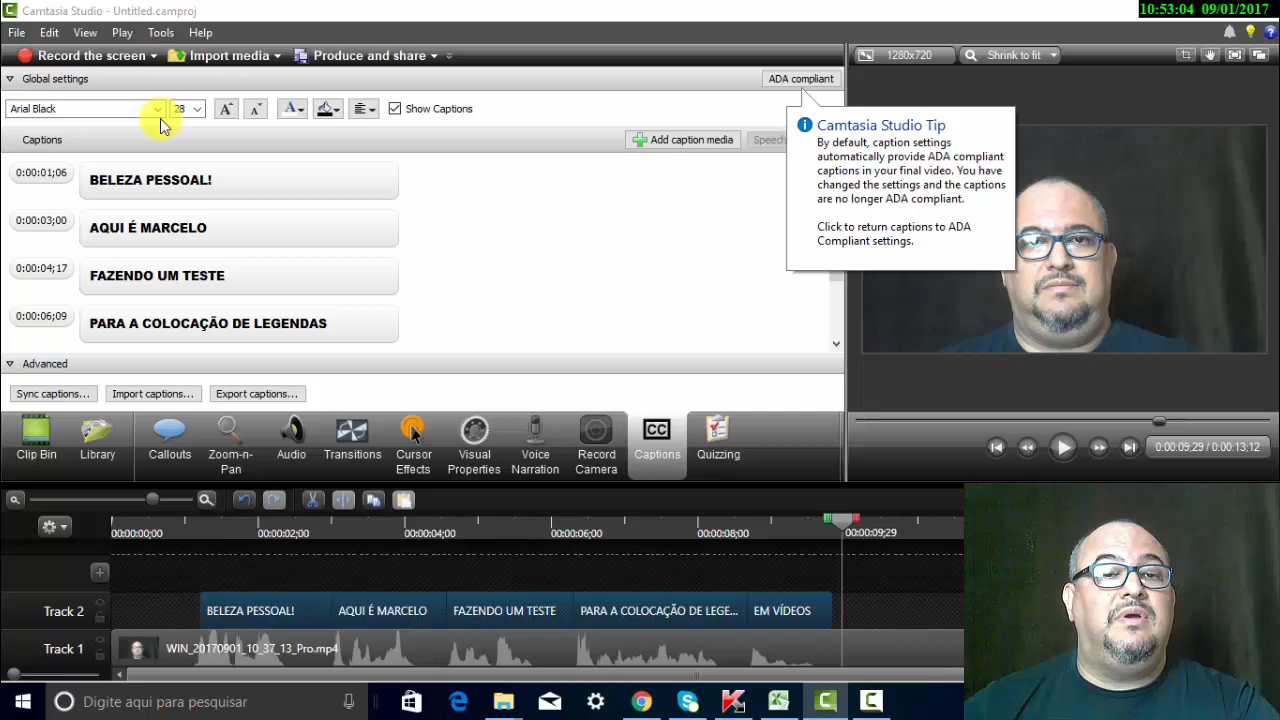 Camtasia Studio - Untitled.camproj
10:53:04 09/01/2017
File Edit View Play Tools Help
Record the screen Import media Produce and share
1280x720 Shrink to fit
Global settings
ADA compliant
Arial Black 28 A A A Show Captions
Captions
Add caption media Speech
Camtasia Studio Tip
By default, caption settings
automatically provide ADA compliant
captions in your final video. You have
changed the settings and the captions
are no longer ADA compliant.
Click to return captions to ADA
Compliant settings.
0:00:01;06 BELEZA PESSOAL!
0:00:03;00 AQUI É MARCELO
0:00:04;17 FAZENDO UM TESTE
0:00:06;09 PARA A COLOCAÇÃO DE LEGENDAS
Advanced
Sync captions... Import captions... Export captions...
CC
Clip Bin Library Callouts Zoom-n-Pan Audio Transitions Cursor Effects Visual Properties Voice Narration Record Camera Captions Quizzing
0:00:09;29 / 0:00:13;12
00:00:00;00 00:00:02;00 00:00:04;00 00:00:06;00 00:00:08;00 00:00:09;29
Track 2 BELEZA PESSOAL! AQUI É MARCELO FAZENDO UM TESTE PARA A COLOCAÇÃO DE LEGE... EM VÍDEOS
Track 1 WIN_20170901_10_37_13_Pro.mp4
Digite aqui para pesquisar